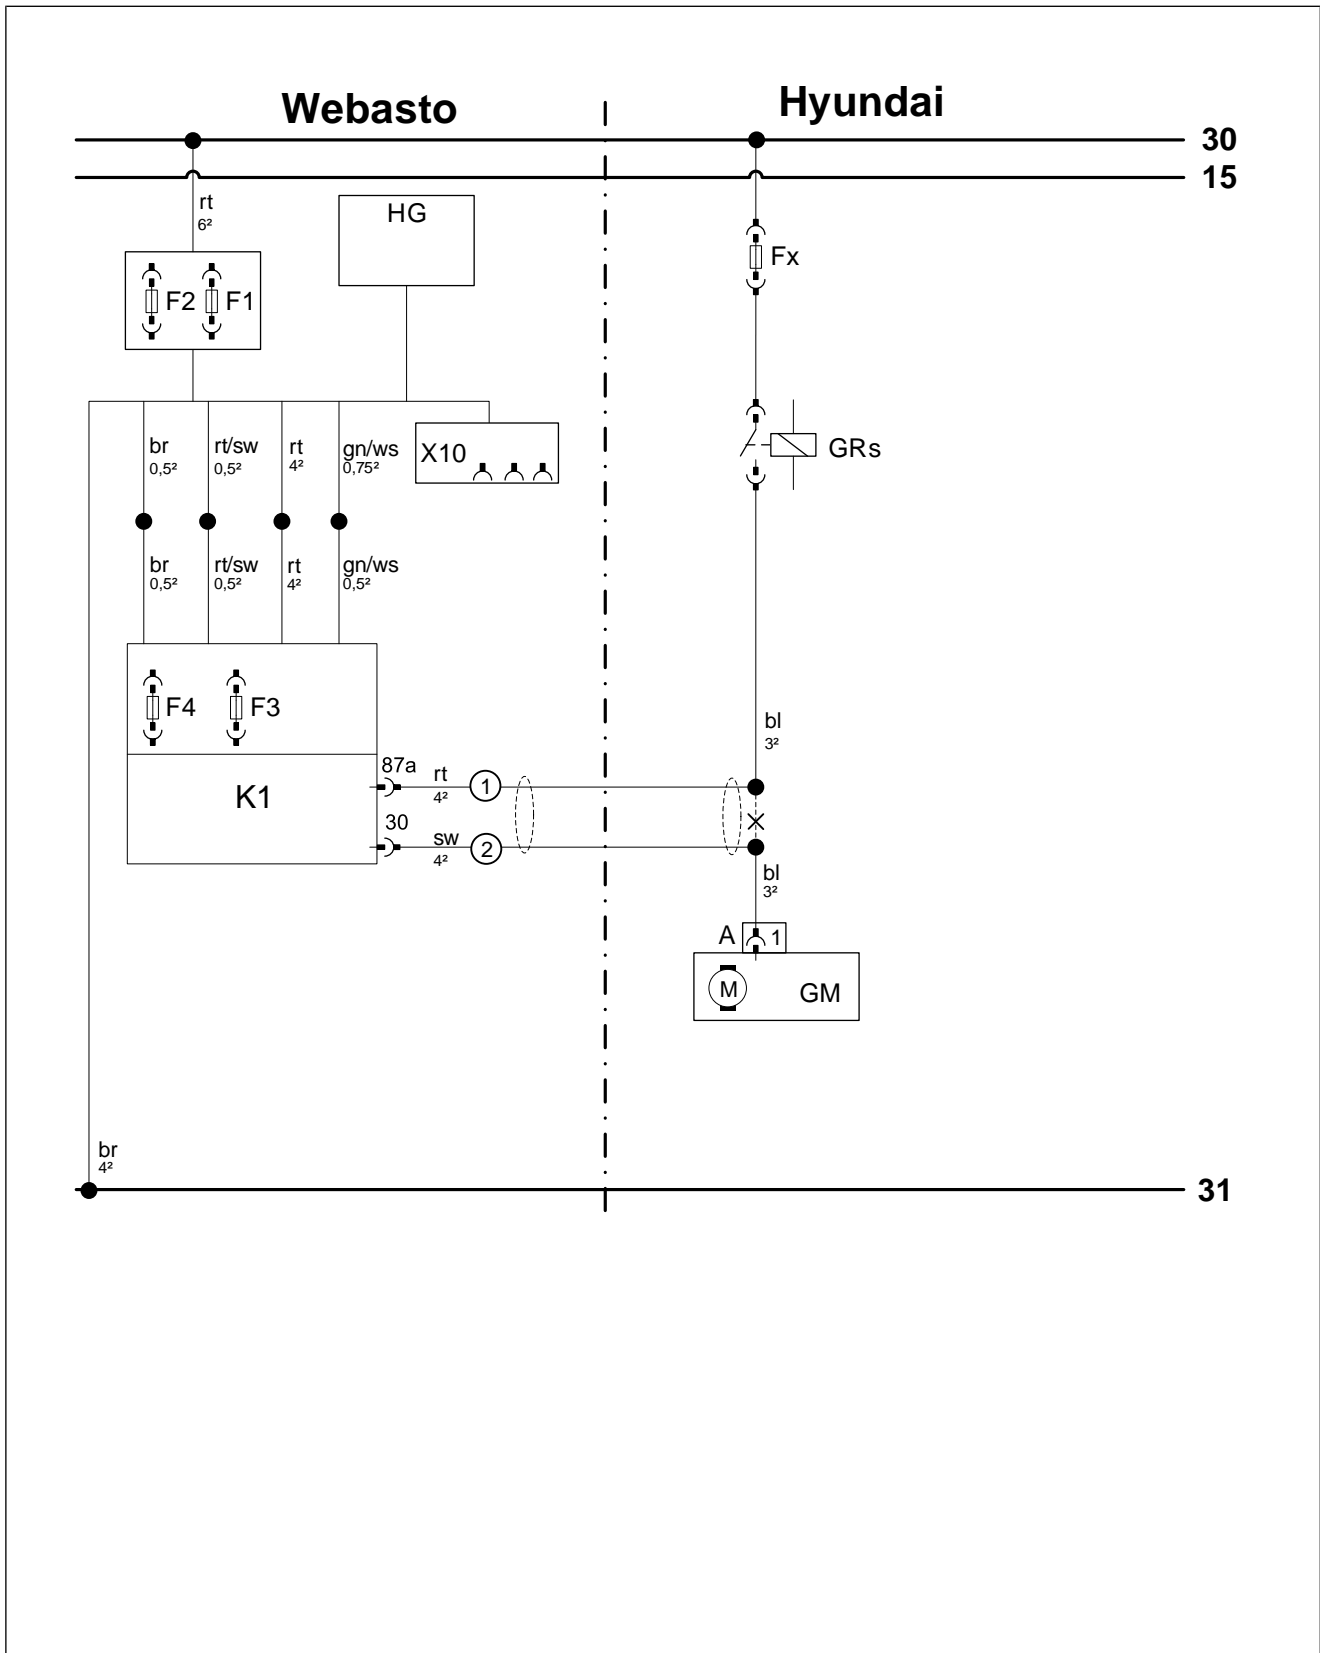 Webasto
Hyundai
30
15
rt
6²
HG
F2
F1
Fx
br
0,5²
rt/sw
0,5²
rt
4²
gn/ws
0,75²
X10
GRs
br
0,5²
rt/sw
0,5²
rt
4²
gn/ws
0,5²
F4
F3
bl
3²
K1
87a
rt
4²
1
30
sw
4²
2
bl
3²
A
1
M
GM
br
4²
31